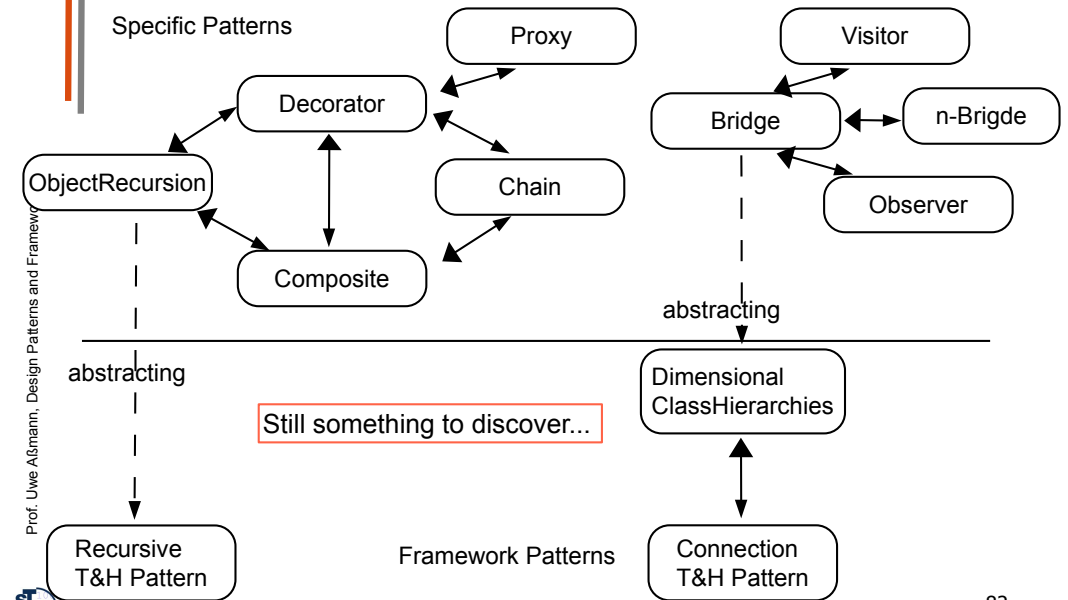 Specific Patterns
Proxy
Visitor
Decorator
Bridge
n-Brigde
ObjectRecursion
Chain
Observer
Composite
abstracting
abstracting
Dimensional
ClassHierarchies
Still something to discover...
Recursive
T&H Pattern
Framework Patterns
Connection
T&H Pattern
Prof. Uwe Aßmann, Design Patterns and
sT